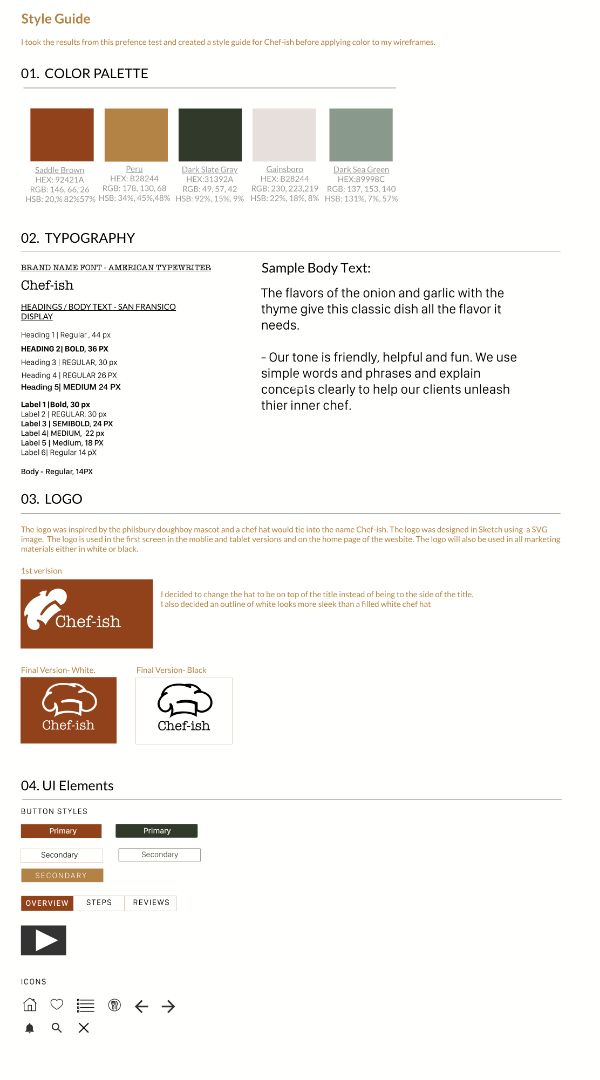 Style Guide
I took the results from this prefence test and created a style guide for Chef-ish before applying color to my wireframes.
01. COLOR PALETTE
Saddle Brown
HEX: 92421A
RGB: 146, 66, 26
HSB: 20,% 82%57%
Peru
HEX: B28244
RGB: 178, 130, 68
HSB: 34%, 45%,48%
Dark Slate Gray
HEX:31392A
RGB: 49, 57, 42
HSB: 92%, 15%, 9%
Gainsboro
HEX: B28244
RGB: 230, 223,219
HSB: 22%, 18%, 8%
Dark Sea Green
HEX:89998C
RGB: 137, 153, 140
HSB: 131%, 7%, 57%
02. TYPOGRAPHY
BRAND NAME FONT - AMERICAN TYPEWRITER
Chef-ish
HEADINGS / BODY TEXT - SAN FRANSICO
DISPLAY
Heading 1 | Regular, 44 px
HEADING 2| BOLD, 36 PX
Heading 3 | REGULAR, 30 px
Heading 4 | REGULAR 26 PX
Heading 5| MEDIUM 24 PX
Label 1 |Bold, 30 px
Label 2 | REGULAR, 30 px
Label 3 | SEMIBOLD, 24 PX
Label 4| MEDIUM, 22 px
Label 5 | Medium, 18 PX
Label 6| Regular 14 pX
Body - Regular, 14PX
Sample Body Text:
The flavors of the onion and garlic with the
thyme give this classic dish all the flavor it
needs.
- Our tone is friendly, helpful and fun. We use
simple words and phrases and explain
concepts clearly to help our clients unleash
thier inner chef.
03. LOGO
The logo was inspired by the philsbury doughboy mascot and a chef hat would tie into the name Chef-ish. The logo was designed in Sketch using a SVG
image. The logo is used in the first screen in the moblie and tablet versions and on the home page of the wesbite. The logo will also be used in all marketing
materials either in white or black.
1st verision
Chef-ish
I decided to change the hat to be on top of the title instead of being to the side of the title.
I also decided an outline of white looks more sleek than a filled white chef hat
Final Version- White.
Final Version- Black
Chef-ish
Chef-ish
04. UI Elements
BUTTON STYLES
Primary
Primary
Secondary
Secondary
SECONDARY
OVERVIEW
STEPS
REVIEWS
ICONS